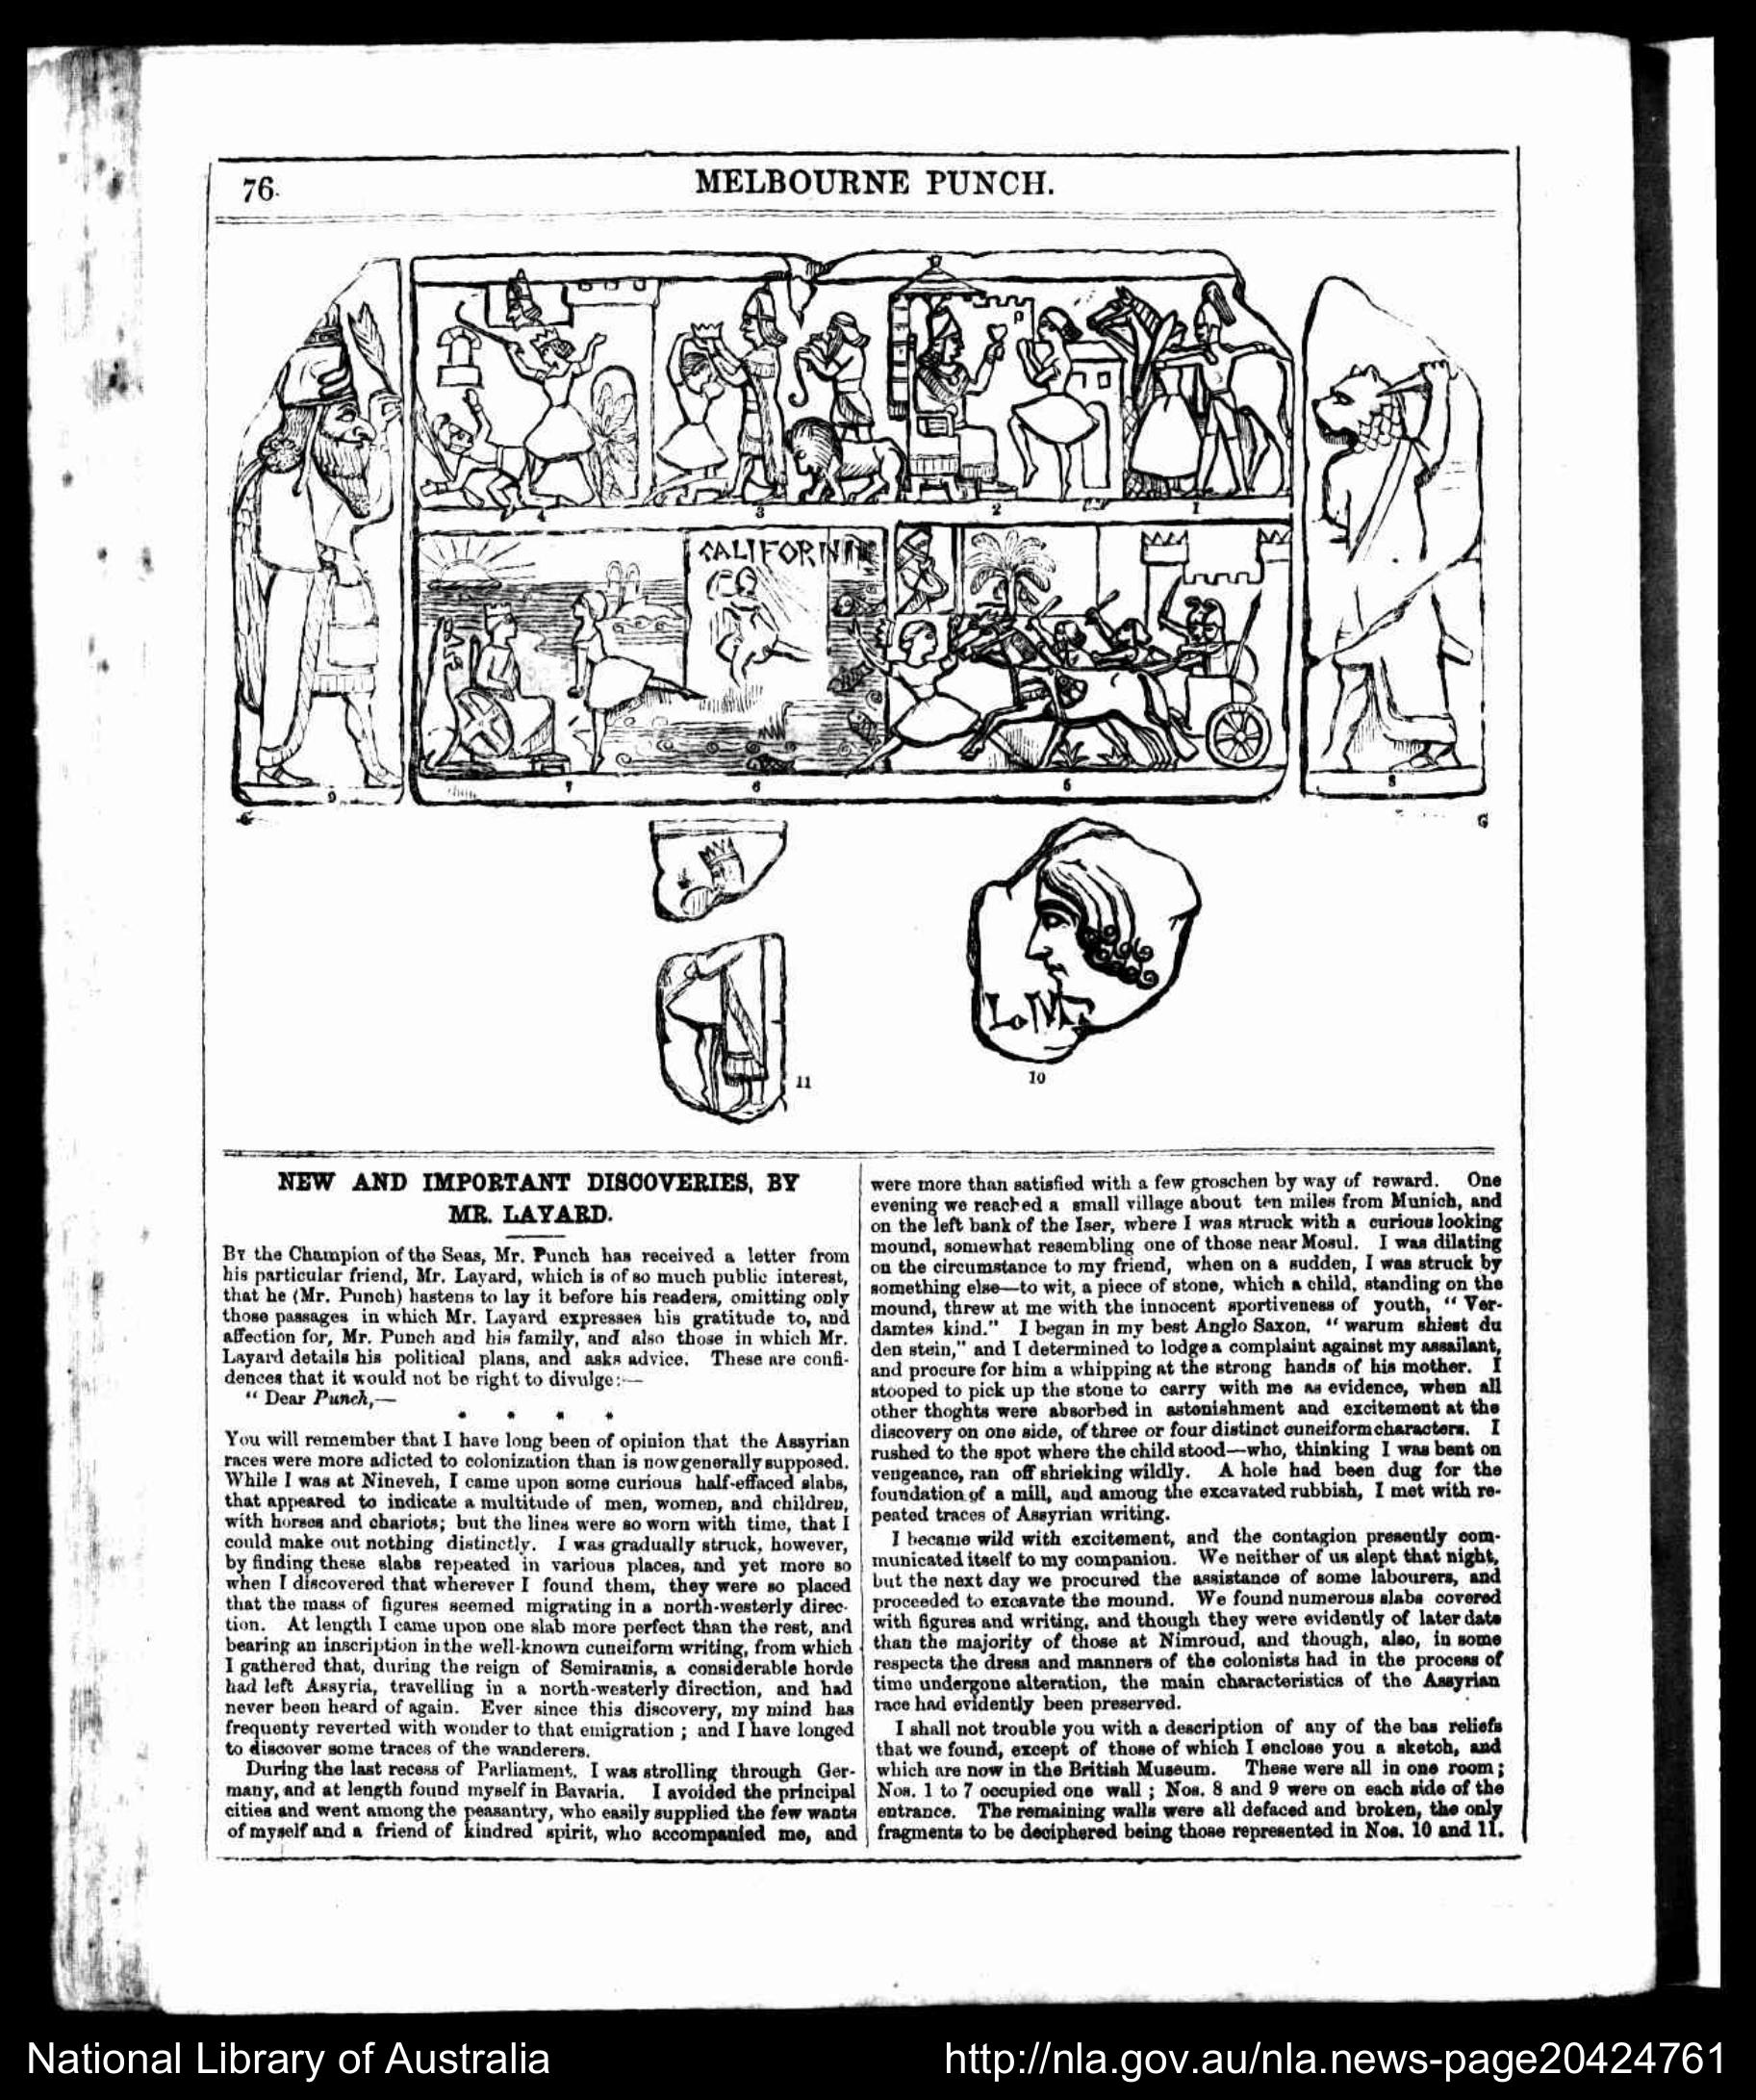 76.
MELBOURNE PUNCH.
4
3
2
1
CALIFORNIA
9
7
6
5
8
G
L.M.
11
10
NEW AND IMPORTANT DISCOVERIES, BY
MR. LAYARD.
BY the Champion of the Seas, Mr. Punch has received a letter from
his particular friend, Mr. Layard, which is of so much public interest,
that he (Mr. Punch) hastens to lay it before his readers, omitting only
those passages in which Mr. Layard expresses his gratitude to, and
affection for, Mr. Punch and his family, and also those in which Mr.
Layard details his political plans, and asks advice. These are confi-
dences that it would not be right to divulge:—
" Dear Punch,—
* * * *
You will remember that I have long been of opinion that the Assyrian
races were more adicted to colonization than is now generally supposed.
While I was at Nineveh, I came upon some curious half-effaced slabs,
that appeared to indicate a multitude of men, women, and children,
with horses and chariots; but the lines were so worn with time, that I
could make out nothing distinctly. I was gradually struck, however,
by finding these slabs repeated in various places, and yet more so
when I discovered that wherever I found them, they were so placed
that the mass of figures seemed migrating in a north-westerly direc-
tion. At length I came upon one slab more perfect than the rest, and
bearing an inscription in the well-known cuneiform writing, from which
I gathered that, during the reign of Semiramis, a considerable horde
had left Assyria, travelling in a north-westerly direction, and had
never been heard of again. Ever since this discovery, my mind has
frequenty reverted with wonder to that emigration ; and I have longed
to discover some traces of the wanderers.
During the last recess of Parliament, I was strolling through Ger-
many, and at length found myself in Bavaria. I avoided the principal
cities and went among the peasantry, who easily supplied the few wants
of myself and a friend of kindred spirit, who accompanied me, and
were more than satisfied with a few groschen by way of reward. One
evening we reached a small village about ten miles from Munich, and
on the left bank of the Iser, where I was struck with a curious looking
mound, somewhat resembling one of those near Mosul. I was dilating
on the circumstance to my friend, when on a sudden, I was struck by
something else—to wit, a piece of stone, which a child, standing on the
mound, threw at me with the innocent sportiveness of youth, " Ver-
damtes kind." I began in my best Anglo Saxon, " warum shiest du
den stein," and I determined to lodge a complaint against my assailant,
and procure for him a whipping at the strong hands of his mother. I
stooped to pick up the stone to carry with me as evidence, when all
other thoghts were absorbed in astonishment and excitement at the
discovery on one side, of three or four distinct cuneiform characters. I
rushed to the spot where the child stood—who, thinking I was bent on
vengeance, ran off shrieking wildly. A hole had been dug for the
foundation of a mill, and among the excavated rubbish, I met with re-
peated traces of Assyrian writing.
I became wild with excitement, and the contagion presently com-
municated itself to my companion. We neither of us slept that night,
but the next day we procured the assistance of some labourers, and
proceeded to excavate the mound. We found numerous slabs covered
with figures and writing, and though they were evidently of later date
than the majority of those at Nimroud, and though, also, in some
respects the dress and manners of the colonists had in the process of
time undergone alteration, the main characteristics of the Assyrian
race had evidently been preserved.
I shall not trouble you with a description of any of the bas reliefs
that we found, except of those of which I enclose you a sketch, and
which are now in the British Museum. These were all in one room;
Nos. 1 to 7 occupied one wall ; Nos. 8 and 9 were on each side of the
entrance. The remaining walls were all defaced and broken, the only
fragments to be deciphered being those represented in Nos. 10 and 11.
National Library of Australia
http://nla.gov.au/nla.news-page20424761